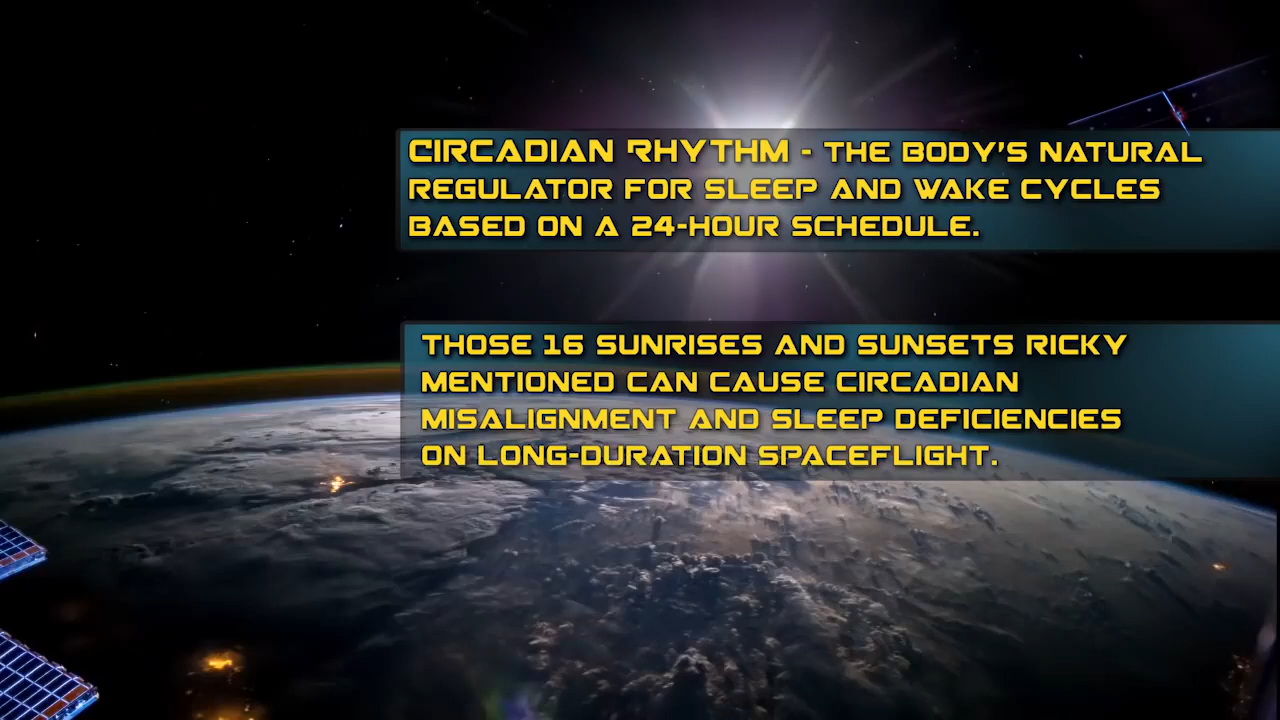 CIRCADIAN RHYTHM - THE BODY'S NATURAL
REGULATOR FOR SLEEP AND WAKE CYCLES
BASED ON A 24-HOUR SCHEDULE.
THOSE 16 SUNRISES AND SUNSETS RICKY
MENTIONED CAN CAUSE CIRCADIAN
MISALIGNMENT AND SLEEP DEFICIENCIES
ON LONG-DURATION SPACEFLIGHT.